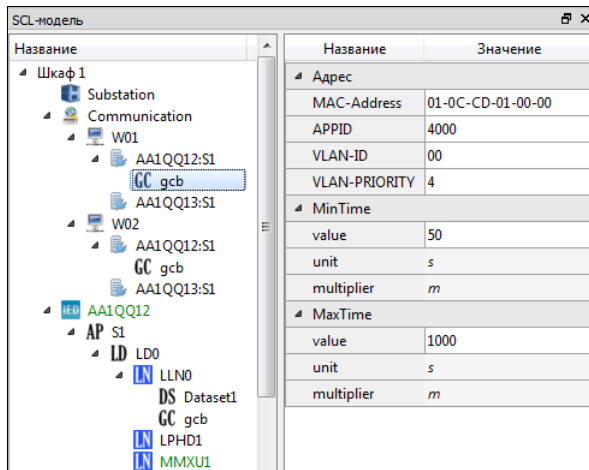 SCL-модель
Название
Шкаф 1
Substation
Communication
W01
AA1QQ12:S1
GC gcb
AA1QQ13:S1
W02
AA1QQ12:S1
GC gcb
AA1QQ13:S1
IED AA1QQ12
AP S1
LD LD0
LN LLN0
DS Dataset1
GC gcb
LN LPHD1
LN MMXU1
Название Значение
Адрес
MAC-Address 01-0C-CD-01-00-00
APPID 4000
VLAN-ID 00
VLAN-PRIORITY 4
MinTime
value 50
unit s
multiplier m
MaxTime
value 1000
unit s
multiplier m